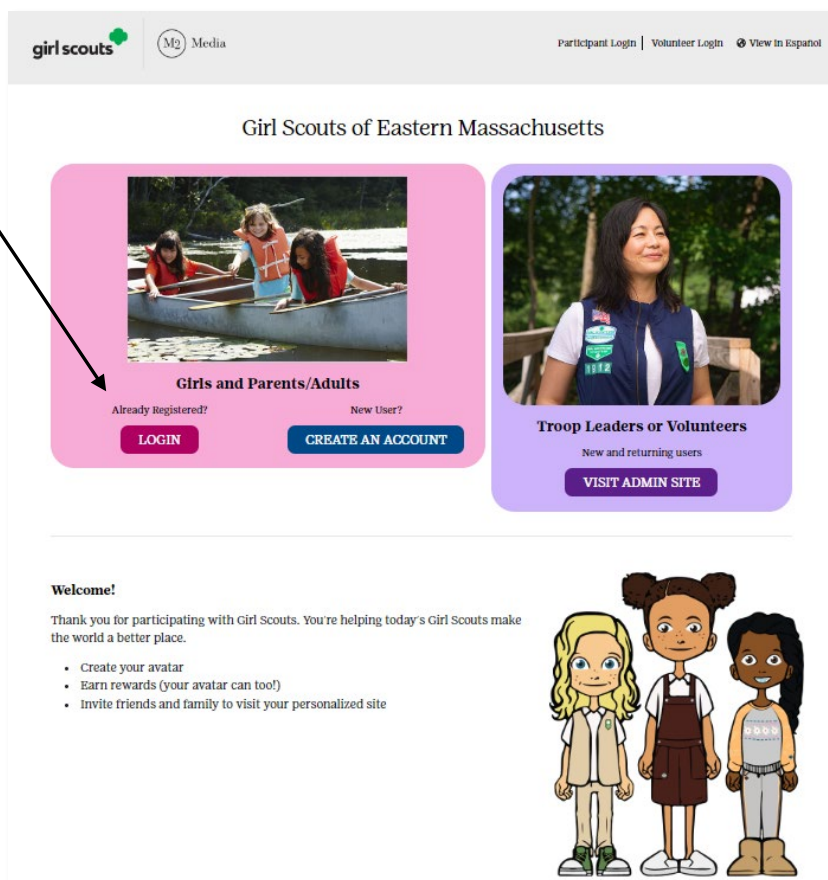 girl scouts
M2 Media
Participant Login | Volunteer Login View in Español
Girl Scouts of Eastern Massachusetts
Girls and Parents/Adults
Already Registered?
LOGIN
New User?
CREATE AN ACCOUNT
1912
Troop Leaders or Volunteers
New and returning users
VISIT ADMIN SITE
Welcome!
Thank you for participating with Girl Scouts. You're helping today's Girl Scouts make
the world a better place.
• Create your avatar
• Earn rewards (your avatar can too!)
• Invite friends and family to visit your personalized site